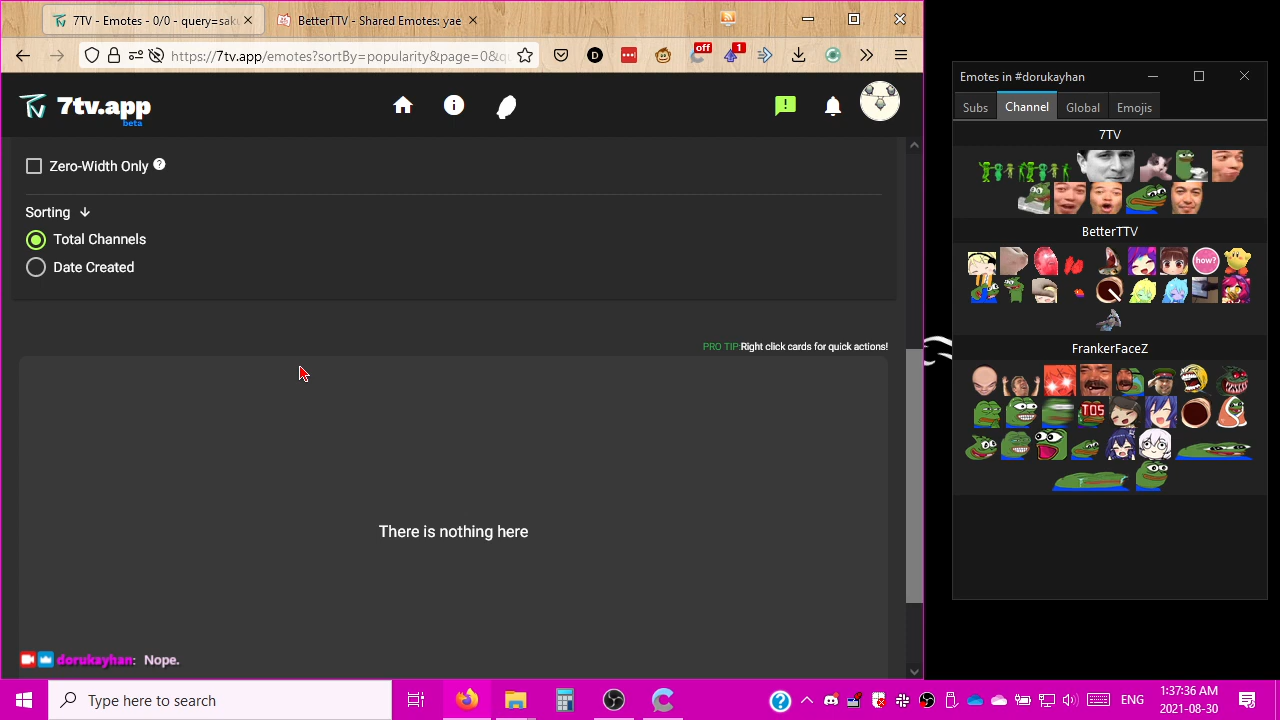 7TV - Emotes - 0/0 - query=sak
BetterTTV - Shared Emotes: yae
https://7tv.app/emotes?sortBy=popularity&page=0&q
D
off
1
7tv.app
beta
Zero-Width Only
Sorting
Total Channels
Date Created
PRO TIP: Right click cards for quick actions!
There is nothing here
dorukayhan: Nope.
Emotes in #dorukayhan
Subs Channel Global Emojis
7TV
BetterTTV
how?
FrankerFaceZ
TOS
Type here to search
ENG
1:37:36 AM
2021-08-30